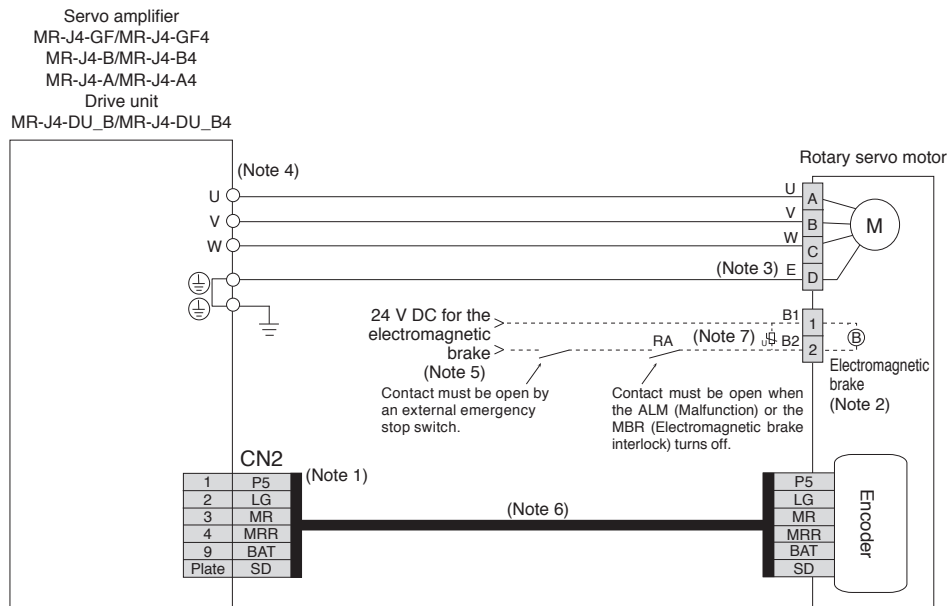 Servo amplifier
MR-J4-GF/MR-J4-GF4
MR-J4-B/MR-J4-B4
MR-J4-A/MR-J4-A4
Drive unit
MR-J4-DU_B/MR-J4-DU_B4
Rotary servo motor
(Note 4)
U
U
A
V
V
B
M
W
W
C
(Note 3)
E
D
24 V DC for the
electromagnetic
brake
(Note 5)
B1
1
RA
(Note 7)
U
B2
2
B
Electromagnetic
brake
(Note 2)
Contact must be open by
an external emergency
stop switch.
Contact must be open when
the ALM (Malfunction) or the
MBR (Electromagnetic brake
interlock) turns off.
CN2
(Note 1)
1 P5
2 LG
3 MR
4 MRR
9 BAT
Plate SD
(Note 6)
P5
LG
MR
MRR
BAT
SD
Encoder